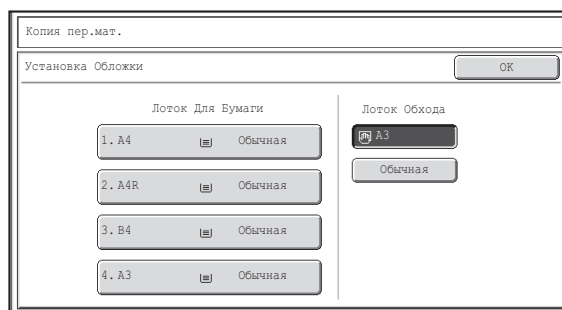 Копия пер.мат.
Установка Обложки
OK
Лоток Для Бумаги
1. A4 Обычная
2. A4R Обычная
3. B4 Обычная
4. A3 Обычная
Лоток Обхода
A3
Обычная